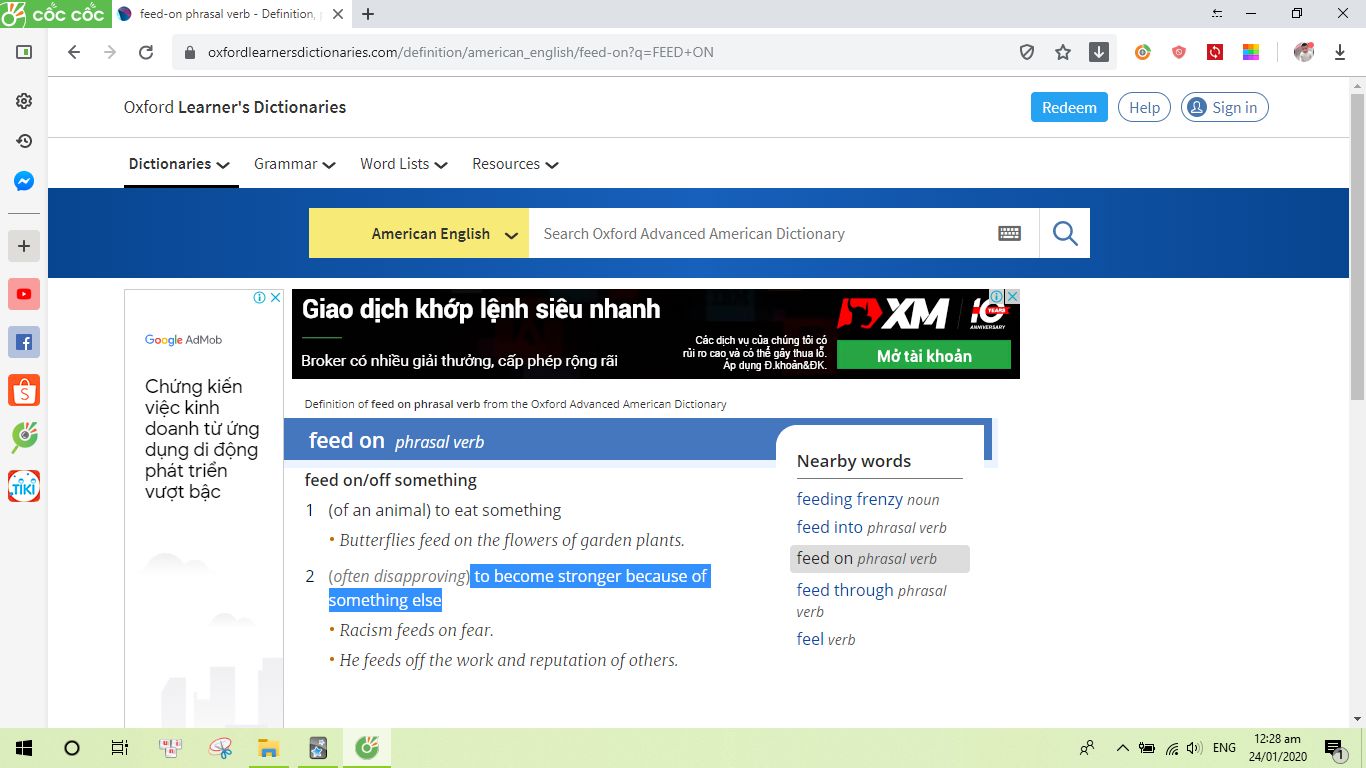 cốc cốc
feed-on phrasal verb - Definition,
oxfordlearnersdictionaries.com/definition/american_english/feed-on?q=FEED+ON
Oxford Learner's Dictionaries
Redeem
Help
Sign in
Dictionaries
Grammar
Word Lists
Resources
American English
Search Oxford Advanced American Dictionary
Google AdMob
Chứng kiến
việc kinh
doanh từ ứng
dụng di động
phát triển
vượt bậc
Giao dịch khớp lệnh siêu nhanh
Broker có nhiều giải thưởng, cấp phép rộng rãi
Các dịch vụ của chúng tôi có
rủi ro cao và có thể gây thua lỗ.
Áp dụng Đ.khoản&ĐK.
XM
10
YEARS
ANNIVERSARY
Mở tài khoản
Definition of feed on phrasal verb from the Oxford Advanced American Dictionary
feed on phrasal verb
feed on/off something
1 (of an animal) to eat something
• Butterflies feed on the flowers of garden plants.
2 (often disapproving) to become stronger because of
something else
• Racism feeds on fear.
• He feeds off the work and reputation of others.
Nearby words
feeding frenzy noun
feed into phrasal verb
feed on phrasal verb
feed through phrasal
verb
feel verb
TIKI
ENG
12:28 am
24/01/2020
1